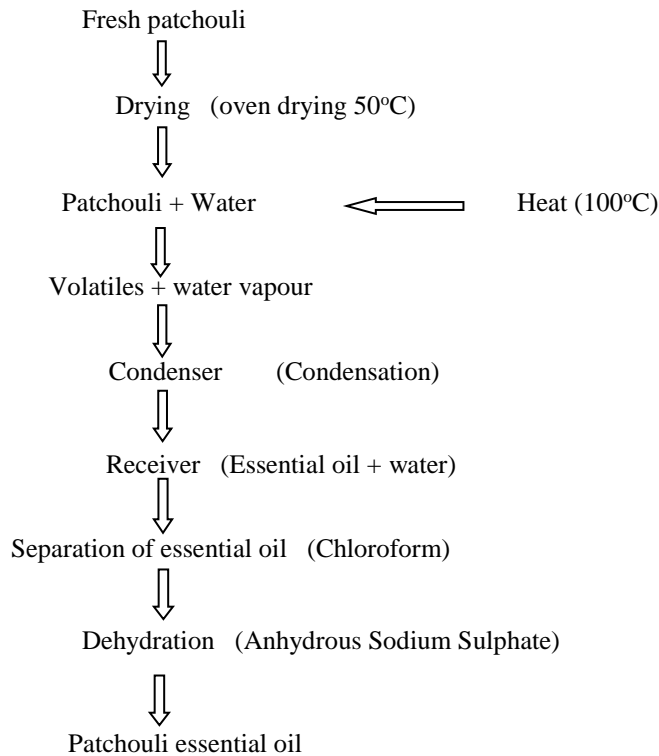 Fresh patchouli
Drying (oven drying 50°C)
Patchouli + Water Heat (100°C)
Volatiles + water vapour
Condenser (Condensation)
Receiver (Essential oil + water)
Separation of essential oil (Chloroform)
Dehydration (Anhydrous Sodium Sulphate)
Patchouli essential oil